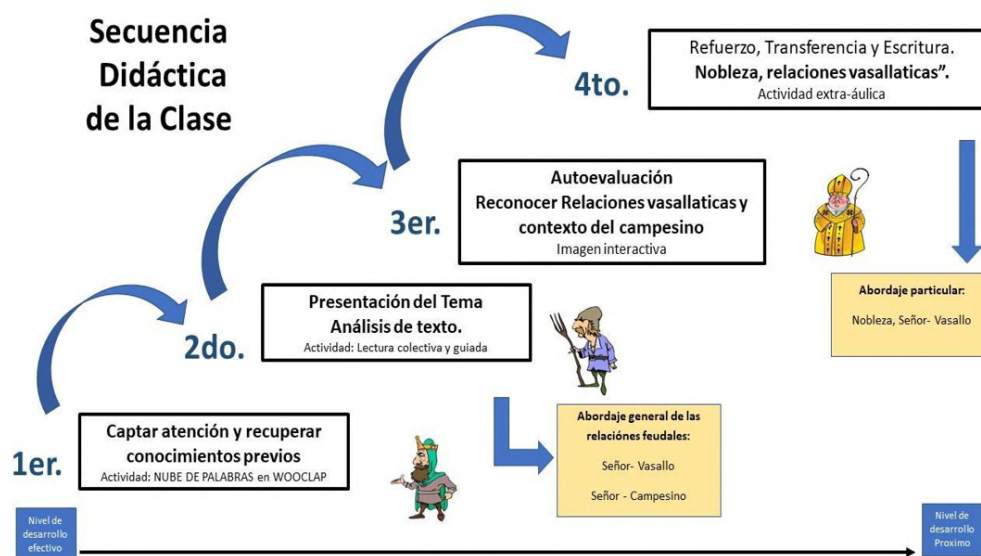 Secuencia
Didáctica
de la Clase
4to.
Refuerzo, Transferencia y Escritura.
Nobleza, relaciones vasallaticas”.
Actividad extra-áulica
3er.
Autoevaluación
Reconocer Relaciones vasallaticas y
contexto del campesino
Imagen interactiva
Abordaje particular:
Nobleza, Señor- Vasallo
2do.
Presentación del Tema
Análisis de texto.
Actividad: Lectura colectiva y guiada
Abordaje general de las
relaciónes feudales:
Señor- Vasallo
Señor - Campesino
1er.
Captar atención y recuperar
conocimientos previos
Actividad: NUBE DE PALABRAS en WOOCLAP
Nivel de
desarrollo
efectivo
Nivel de
desarrollo
Proximo